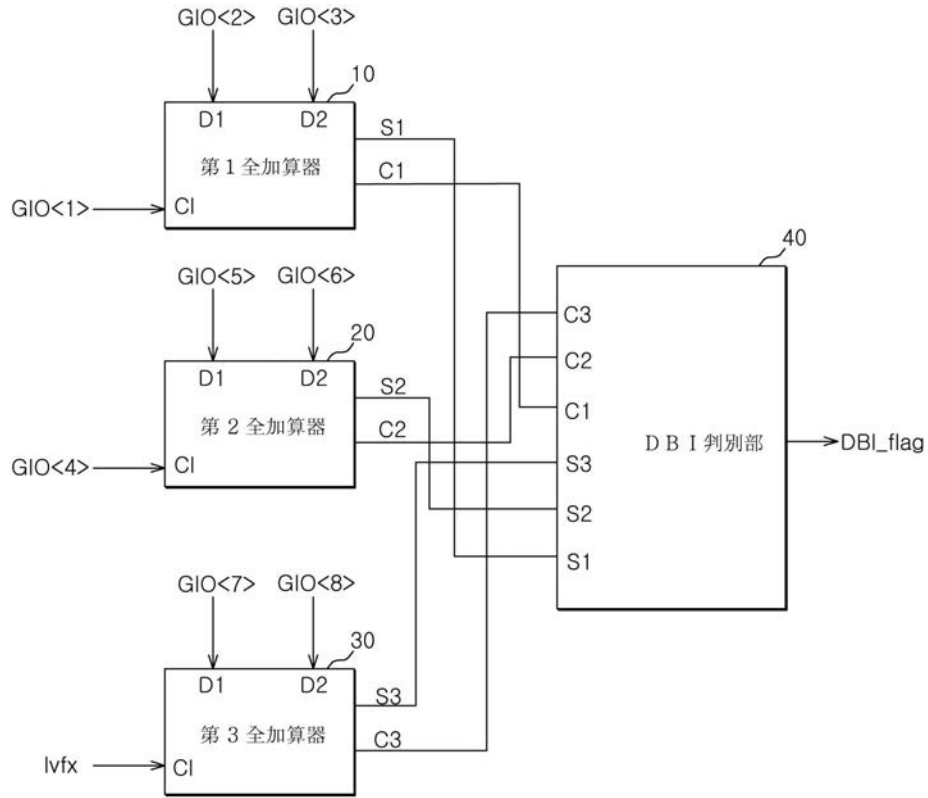 GIO<2> GIO<3>
10
D1 D2
S1
第1全加算器
C1
GIO<1>
CI
40
GIO<5> GIO<6>
20
D1 D2
S2
第2全加算器
C2
GIO<4>
CI
C3
C2
C1
DBI判別部
DBI_flag
S3
S2
S1
GIO<7> GIO<8>
30
D1 D2
S3
第3全加算器
C3
lvfx
CI